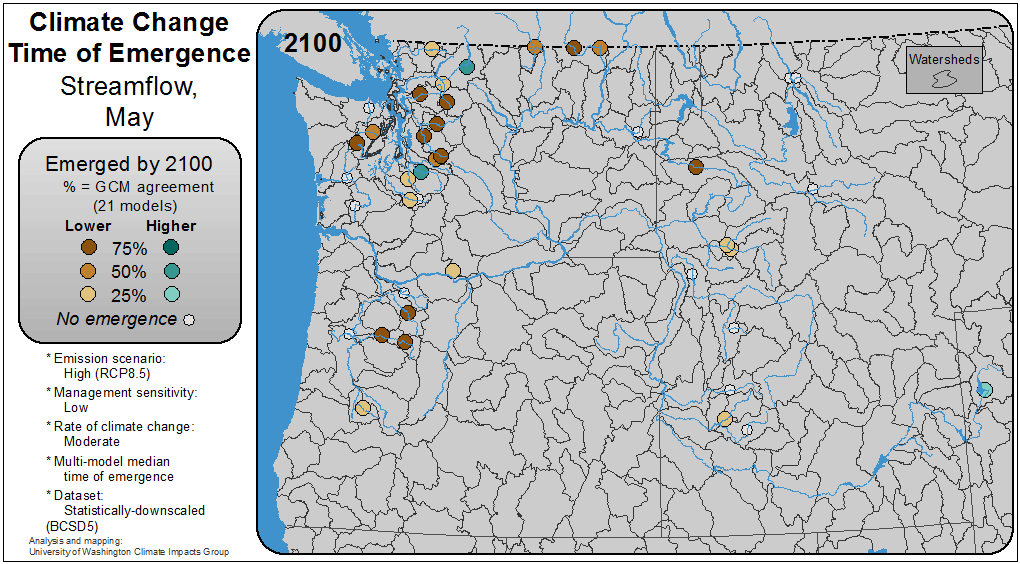 Climate Change
Time of Emergence
Streamflow,
May
Emerged by 2100
% = GCM agreement
(21 models)
Lower Higher
75%
50%
25%
No emergence
* Emission scenario:
High (RCP8.5)
* Management sensitivity:
Low
* Rate of climate change:
Moderate
* Multi-model median
time of emergence
* Dataset:
Statistically-downscaled
(BCSD5)
Analysis and mapping:
University of Washington Climate Impacts Group
2100
Watersheds